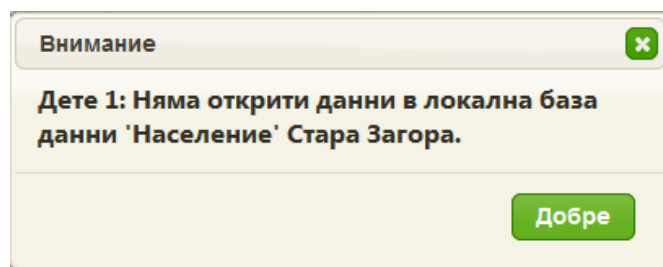 Внимание
Дете 1: Няма открити данни в локална база
данни 'Население' Стара Загора.
Добре